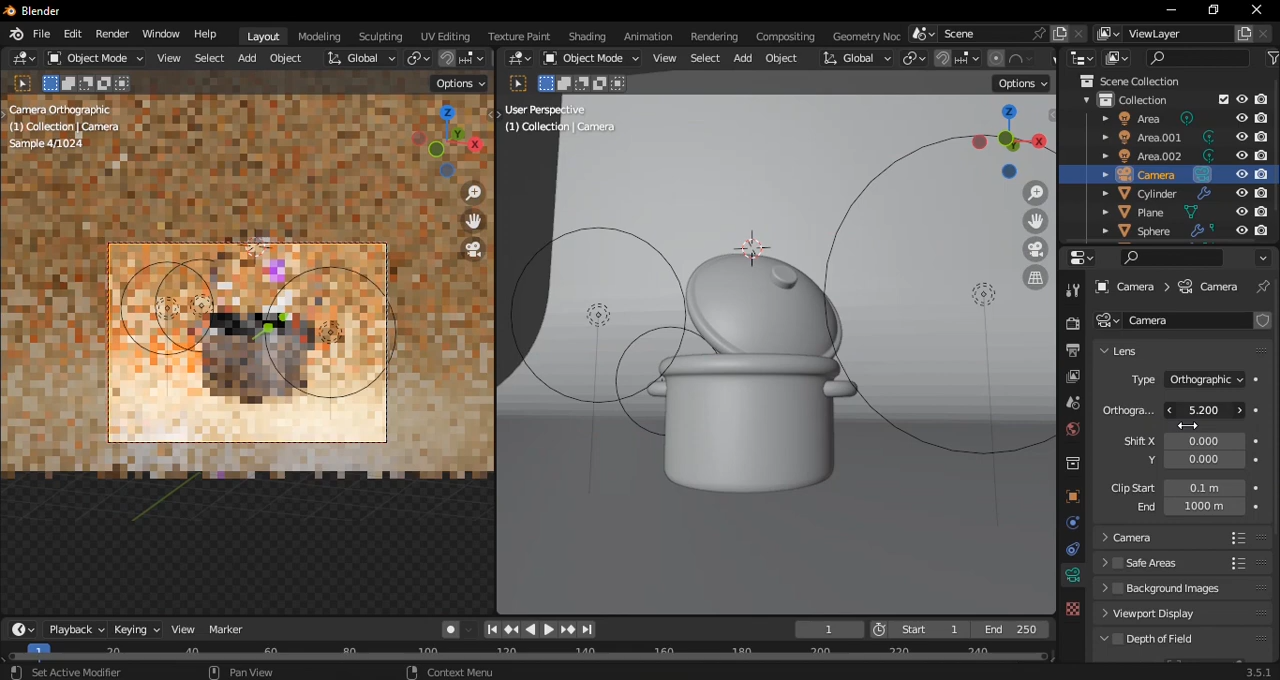 Blender
File Edit Render Window Help Layout Modeling Sculpting UV Editing Texture Paint Shading Animation Rendering Compositing Geometry Noc Scene ViewLayer
Object Mode View Select Add Object Global
Object Mode View Select Add Object Global
Options
Options
Camera Orthographic
(1) Collection | Camera
Sample 4/1024
Z
Y
X
User Perspective
(1) Collection | Camera
Z
X
Y
Scene Collection
Collection
Area
Area.001
Area.002
Camera
Cylinder
Plane
Sphere
Camera > Camera
Camera
Lens
Type Orthographic
Orthogra... 5.200
Shift X 0.000
Y 0.000
Clip Start 0.1 m
End 1000 m
Camera
Safe Areas
Background Images
Viewport Display
Depth of Field
Playback Keying View Marker 1 Start 1 End 250
1 20 40 60 80 100 120 140 160 180 200 220 240
Set Active Modifier Pan View Context Menu 3.5.1